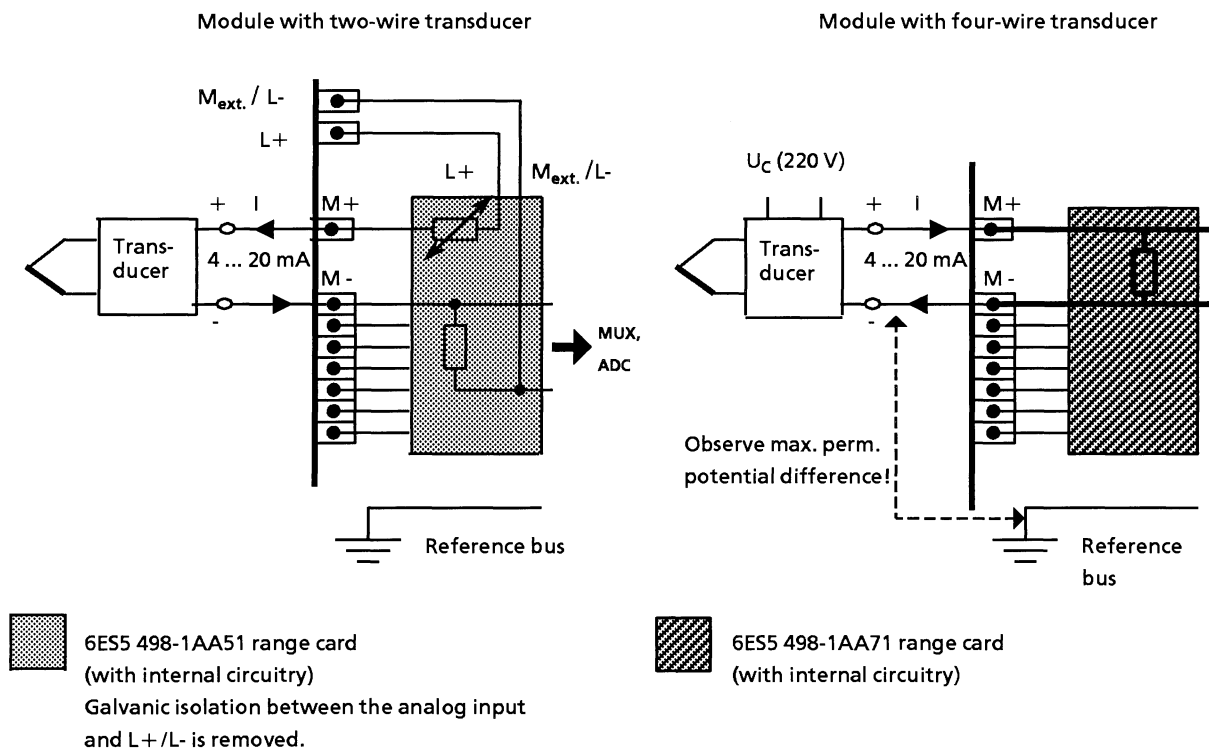 Module with two-wire transducer
Module with four-wire transducer
Mext. / L-
L+
L+
Mext. /L-
+ I
M+
Trans-
ducer
4 ... 20 mA
M -
-
MUX,
ADC
Reference bus
UC (220 V)
+ I
M+
Trans-
ducer
4 ... 20 mA
M -
-
Observe max. perm.
potential difference!
Reference
bus
6ES5 498-1AA51 range card
(with internal circuitry)
Galvanic isolation between the analog input
and L+/L- is removed.
6ES5 498-1AA71 range card
(with internal circuitry)